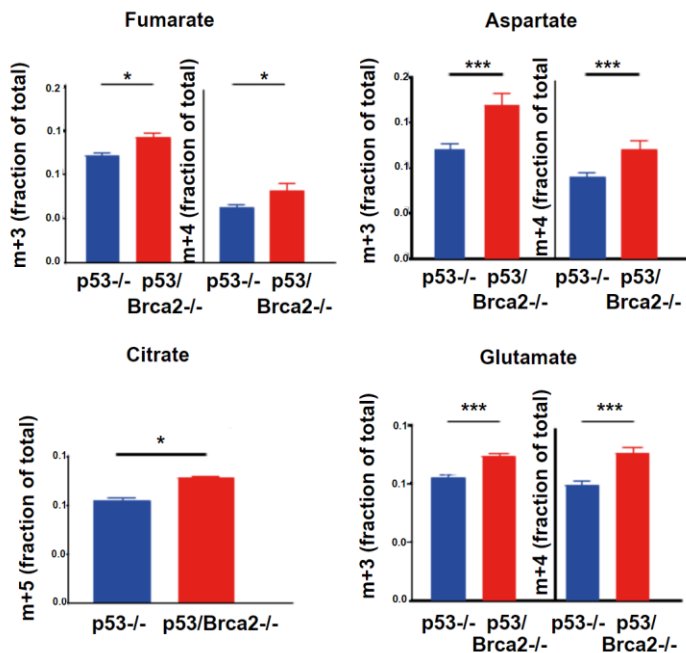 Fumarate
m+3 (fraction of total)
0.2
0.1
0.0
0.0
*
p53-/-
p53/
Brca2-/-
m+4 (fraction of total)
*
p53-/-
p53/
Brca2-/-
Aspartate
m+3 (fraction of total)
0.2
0.1
0.1
0.0
0.0
***
p53-/-
p53/
Brca2-/-
m+4 (fraction of total)
***
p53-/-
p53/
Brca2-/-
Citrate
m+5 (fraction of total)
0.1
0.1
0.0
0.0
*
p53-/-
p53/Brca2-/-
Glutamate
m+3 (fraction of total)
0.1
0.1
0.0
0.0
***
p53-/-
p53/
Brca2-/-
m+4 (fraction of total)
***
p53-/-
p53/
Brca2-/-